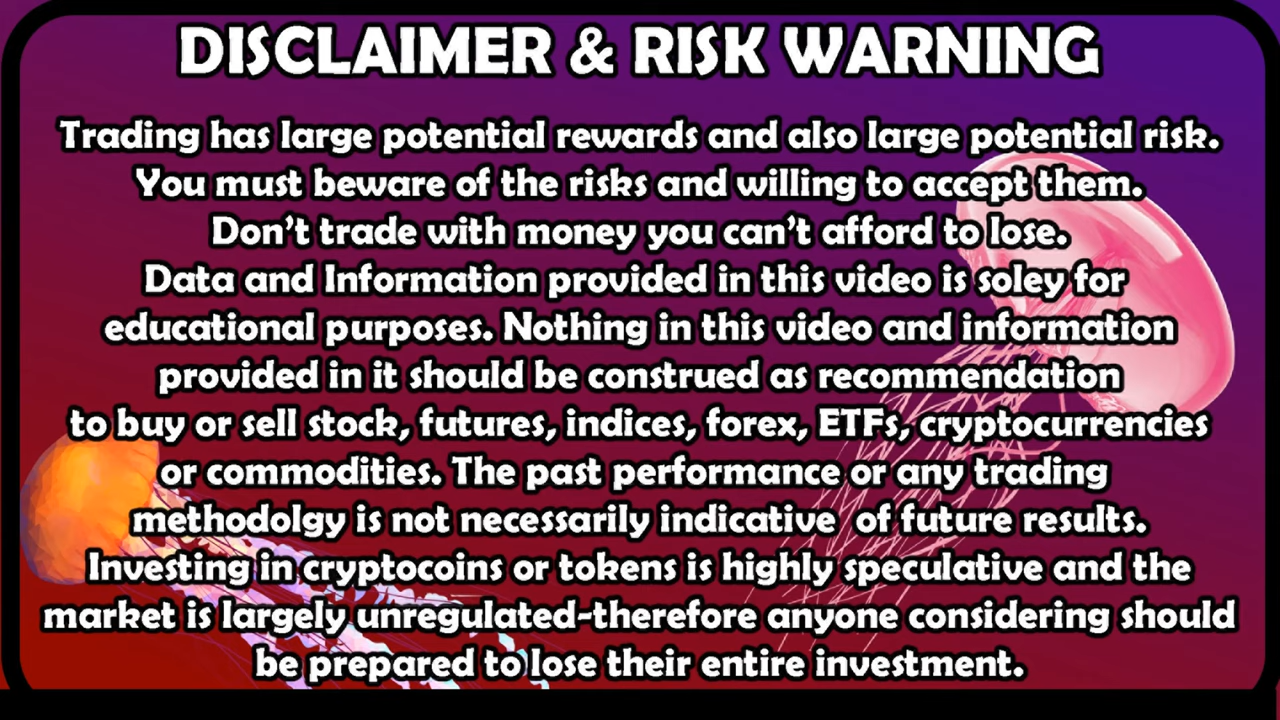 DISCLAIMER & RISK WARNING
Trading has large potential rewards and also large potential risk.
You must beware of the risks and willing to accept them.
Don’t trade with money you can’t afford to lose.
Data and Information provided in this video is soley for
educational purposes. Nothing in this video and information
provided in it should be construed as recommendation
to buy or sell stock, futures, indices, forex, ETFs, cryptocurrencies
or commodities. The past performance or any trading
methodolgy is not necessarily indicative  of future results.
Investing in cryptocoins or tokens is highly speculative and the
market is largely unregulated-therefore anyone considering should
be prepared to lose their entire investment.